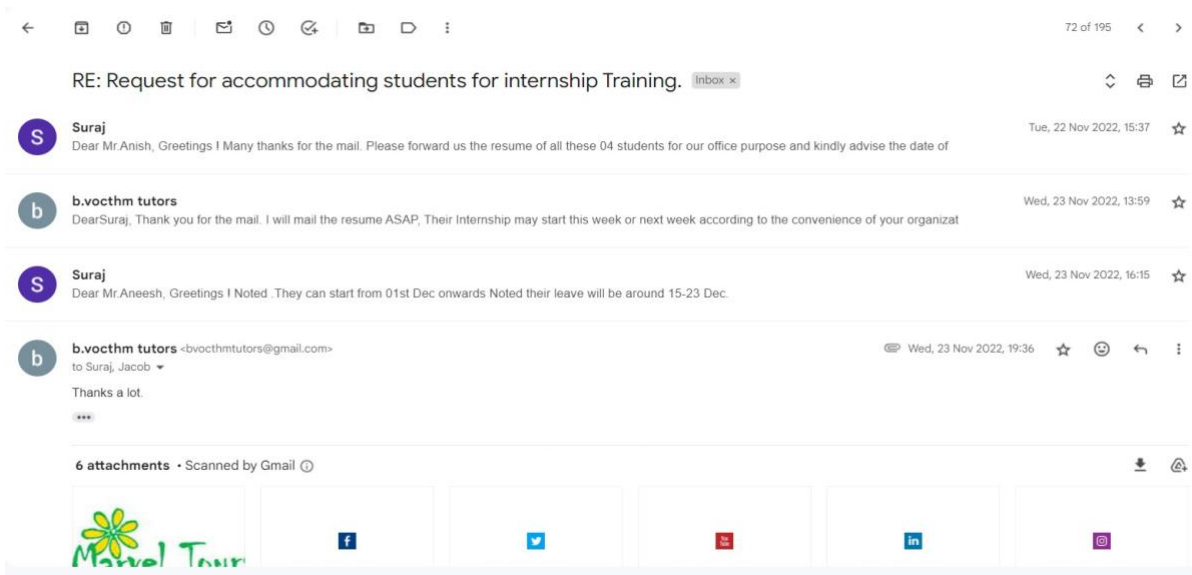 72 of 195
RE: Request for accommodating students for internship Training. Inbox ×
S
Suraj
Tue, 22 Nov 2022, 15:37
Dear Mr.Anish, Greetings ! Many thanks for the mail. Please forward us the resume of all these 04 students for our office purpose and kindly advise the date of
b
b.vocthm tutors
Wed, 23 Nov 2022, 13:59
DearSuraj, Thank you for the mail. I will mail the resume ASAP, Their Internship may start this week or next week according to the convenience of your organizat
S
Suraj
Wed, 23 Nov 2022, 16:15
Dear Mr.Aneesh, Greetings ! Noted .They can start from 01st Dec onwards Noted their leave will be around 15-23 Dec.
b
b.vocthm tutors <bvocthmtutors@gmail.com>
Wed, 23 Nov 2022, 19:36
to Suraj, Jacob
Thanks a lot.
6 attachments • Scanned by Gmail
Marvel Tour
f
You Tube
in